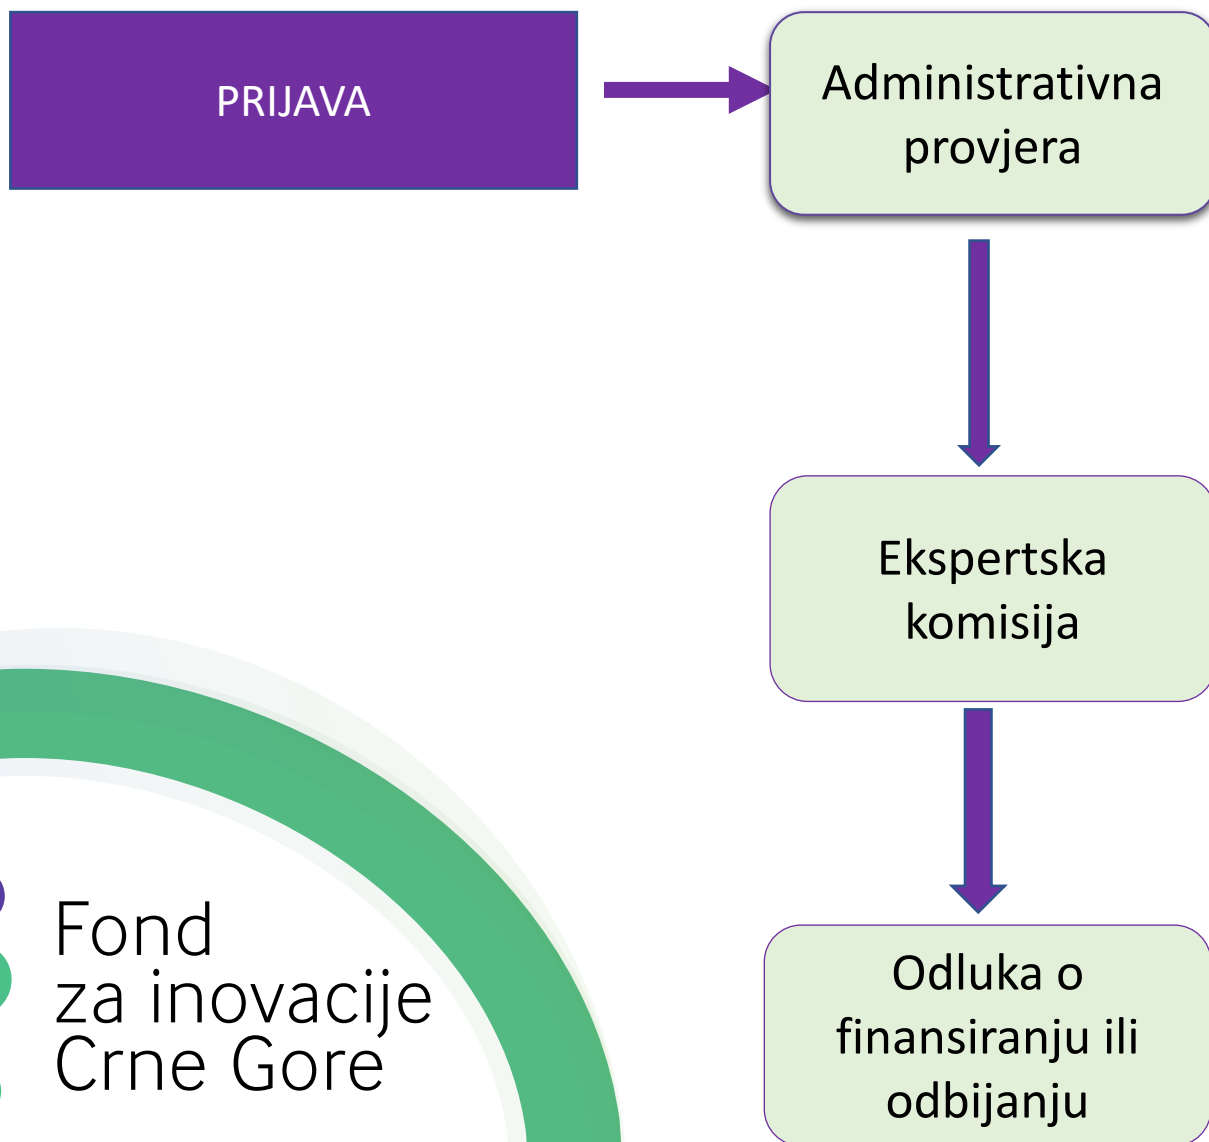 PRIJAVA
Administrativna
provjera
Ekspertska
komisija
Odluka o
finansiranju ili
odbijanju
Fond
za inovacije
Crne Gore